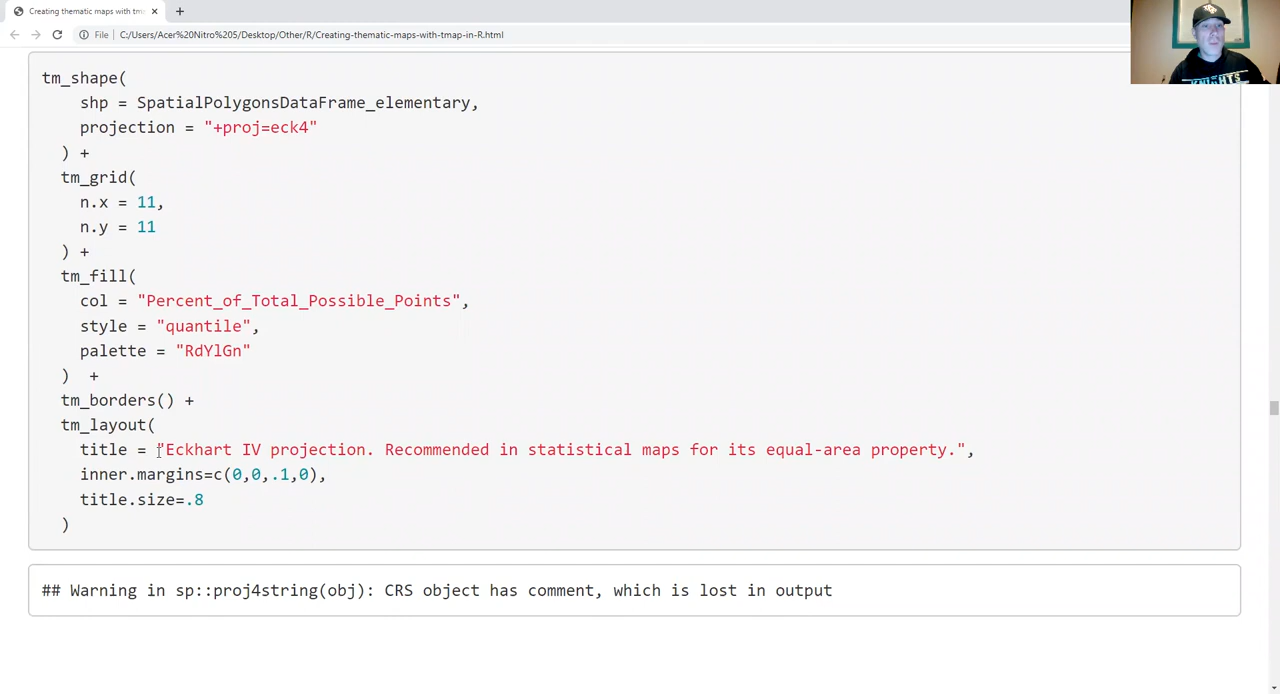 Creating thematic maps with tma
File
C:/Users/Acer%20Nitro%205/Desktop/Other/R/Creating-thematic-maps-with-tmap-in-R.html
KNIGHTS
tm_shape(
shp = SpatialPolygonsDataFrame_elementary,
projection = "+proj=eck4"
) +
tm_grid(
n.x = 11,
n.y = 11
) +
tm_fill(
col = "Percent_of_Total_Possible_Points",
style = "quantile",
palette = "RdYlGn"
) +
tm_borders() +
tm_layout(
title = "Eckhart IV projection. Recommended in statistical maps for its equal-area property.",
inner.margins=c(0,0,.1,0),
title.size=.8
)
## Warning in sp::proj4string(obj): CRS object has comment, which is lost in output